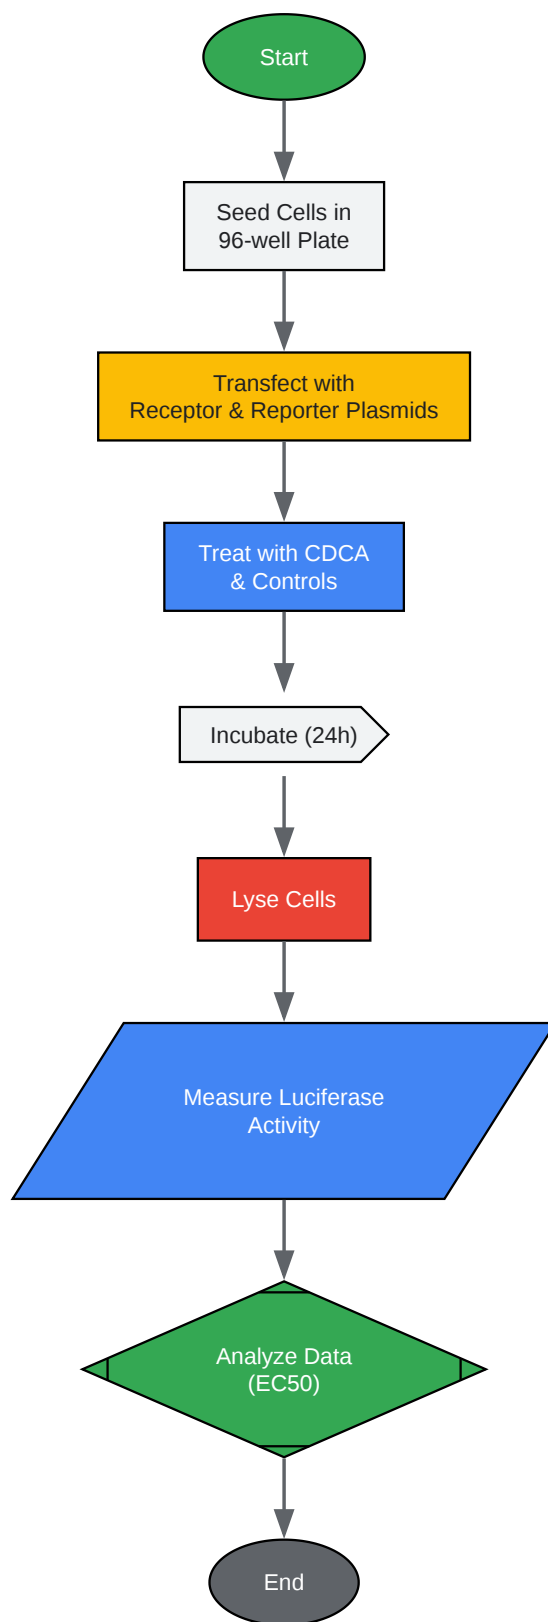 Start
Seed Cells in
96-well Plate
Transfect with
Receptor & Reporter Plasmids
Treat with CDCA
& Controls
Incubate (24h)
Lyse Cells
Measure Luciferase
Activity
Analyze Data
(EC50)
End